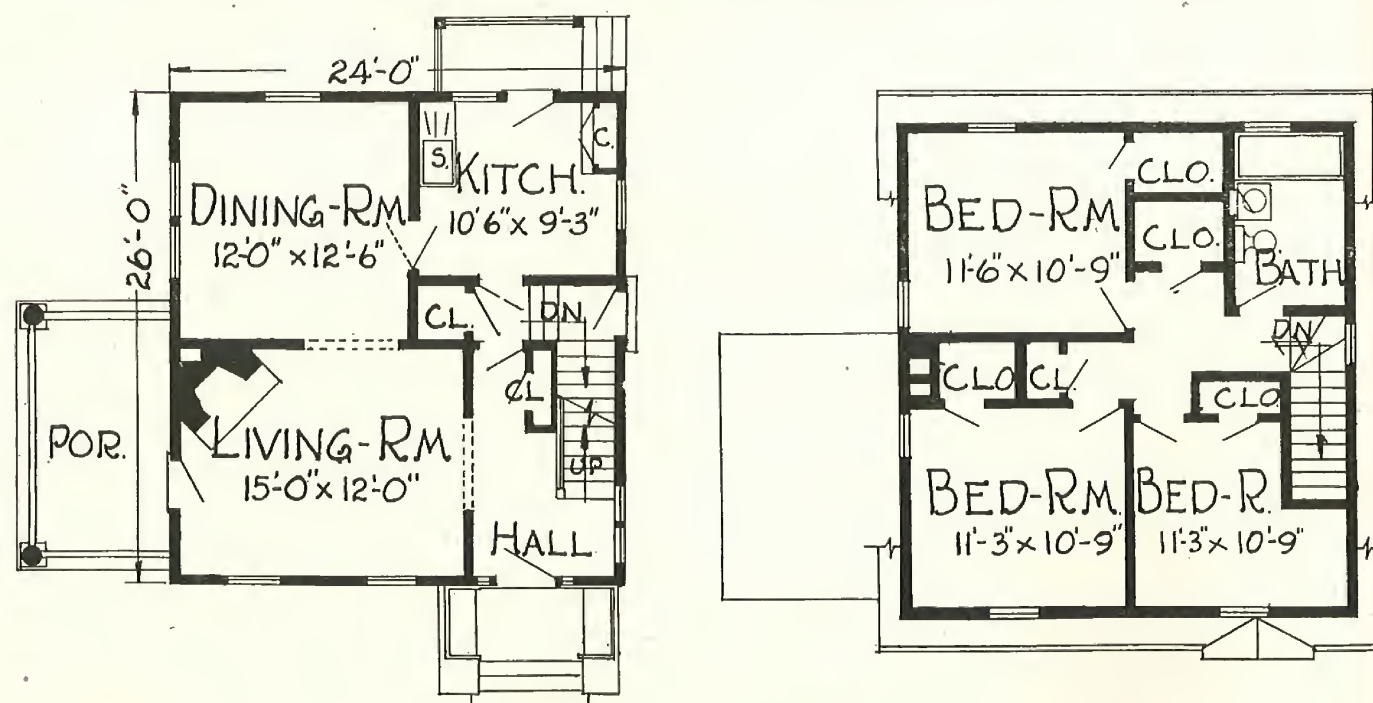 24'-0"
26'-0"
DINING-RM
12'-0" x 12'-6"
S.
KITCH.
10'6" x 9'-3"
C.
CL.
DN
CL
UP
POR.
LIVING-RM
15'-0" x 12'-0"
HALL
BED-RM
11'-6" x 10'-9"
CLO.
CLO.
BATH
DN
CLO
CL.
CLO.
BED-RM.
11'-3" x 10'-9"
BED-R.
11'-3" x 10'-9"